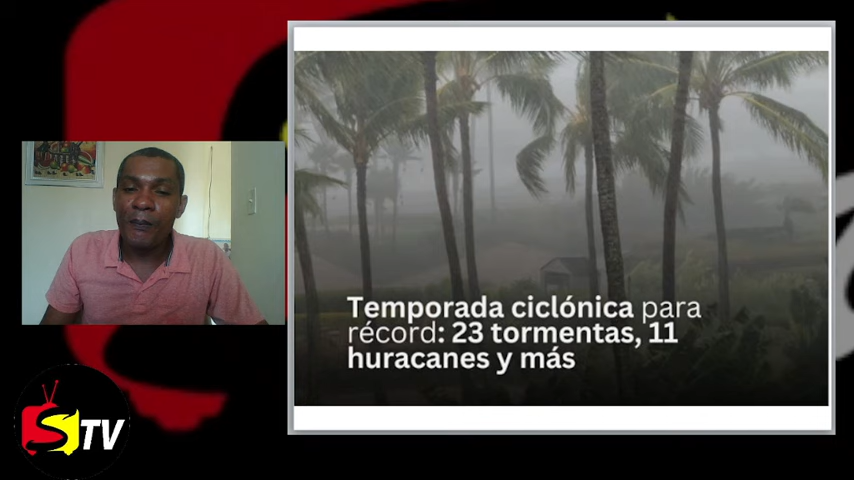 Temporada ciclónica para
récord: 23 tormentas, 11
huracanes y más
STV